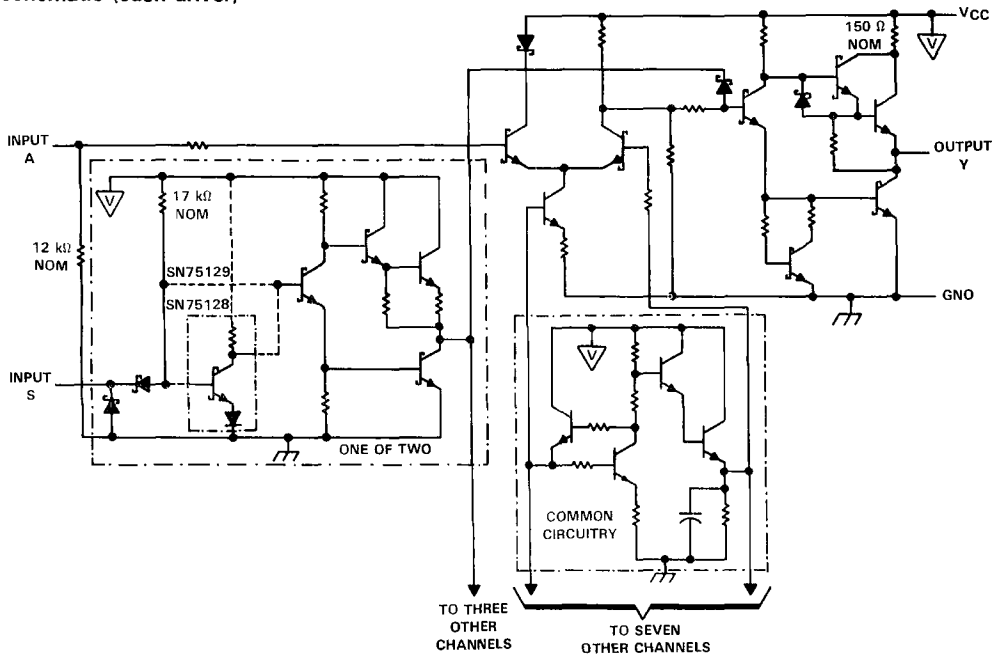 schematic (each driver)
VCC
150 Ω
NOM
V
INPUT
A
OUTPUT
Y
V
17 kΩ
NOM
12 kΩ
NOM
SN75129
SN75128
GND
V
INPUT
S
ONE OF TWO
COMMON
CIRCUITRY
TO THREE
OTHER
CHANNELS
TO SEVEN
OTHER CHANNELS